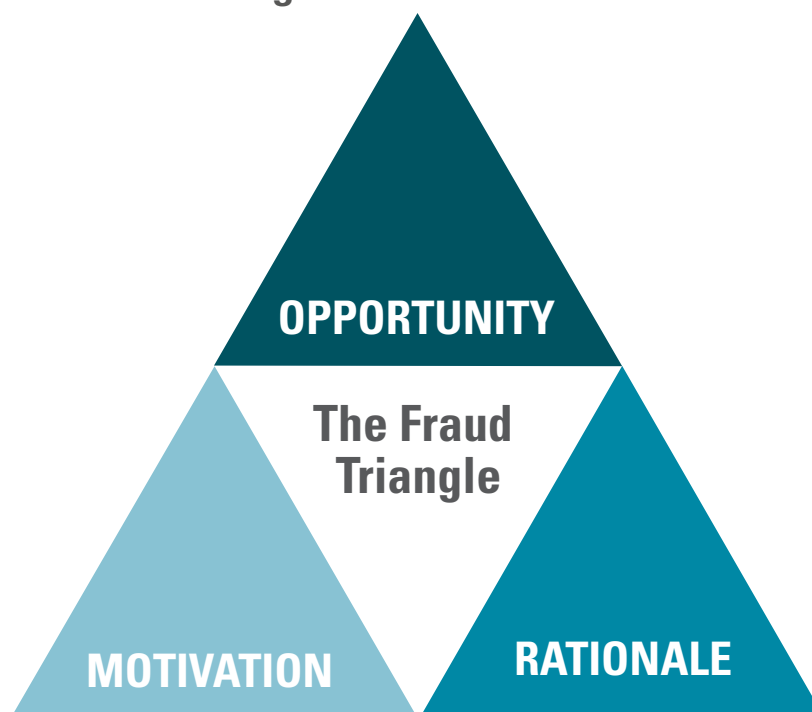 OPPORTUNITY
The Fraud
Triangle
MOTIVATION
RATIONALE